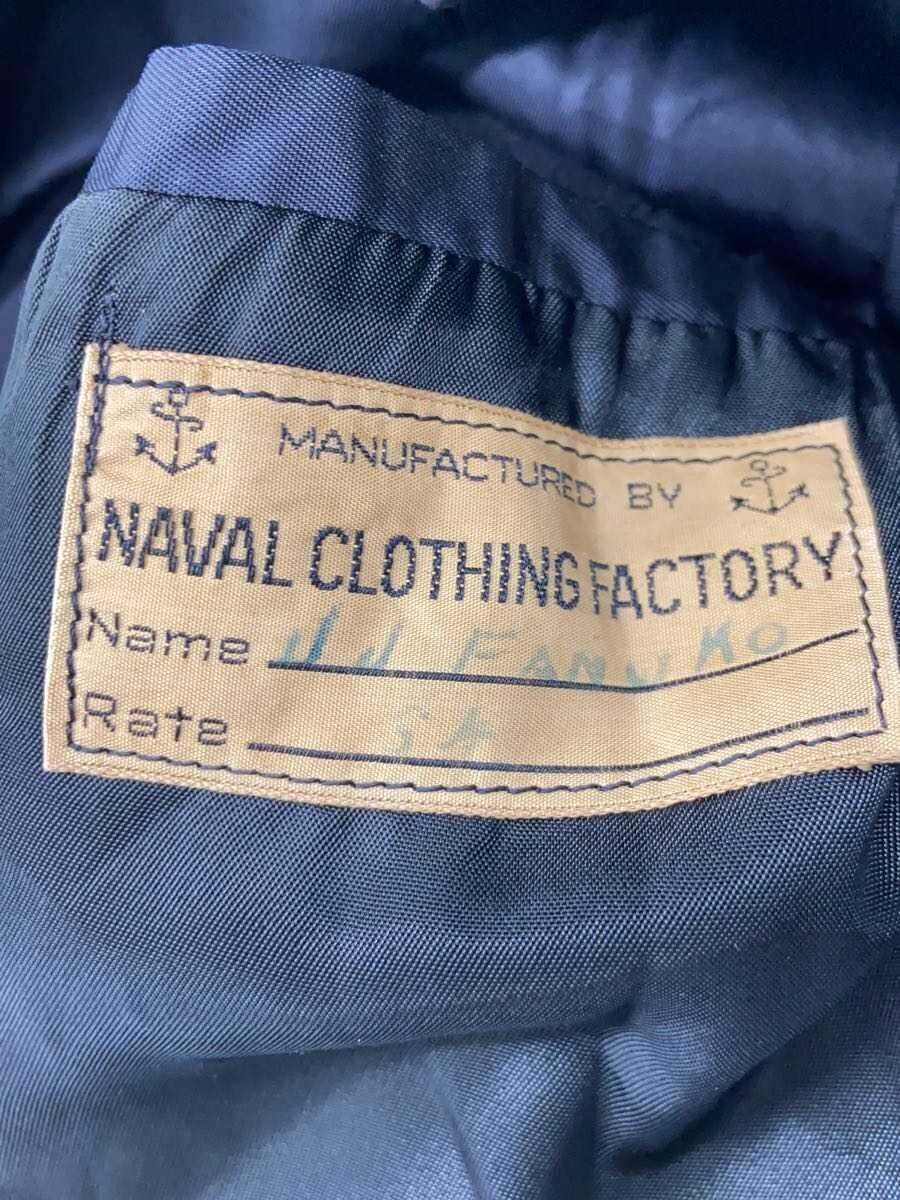 MANUFACTURED BY
NAVAL CLOTHING FACTORY
Name
Rate SA